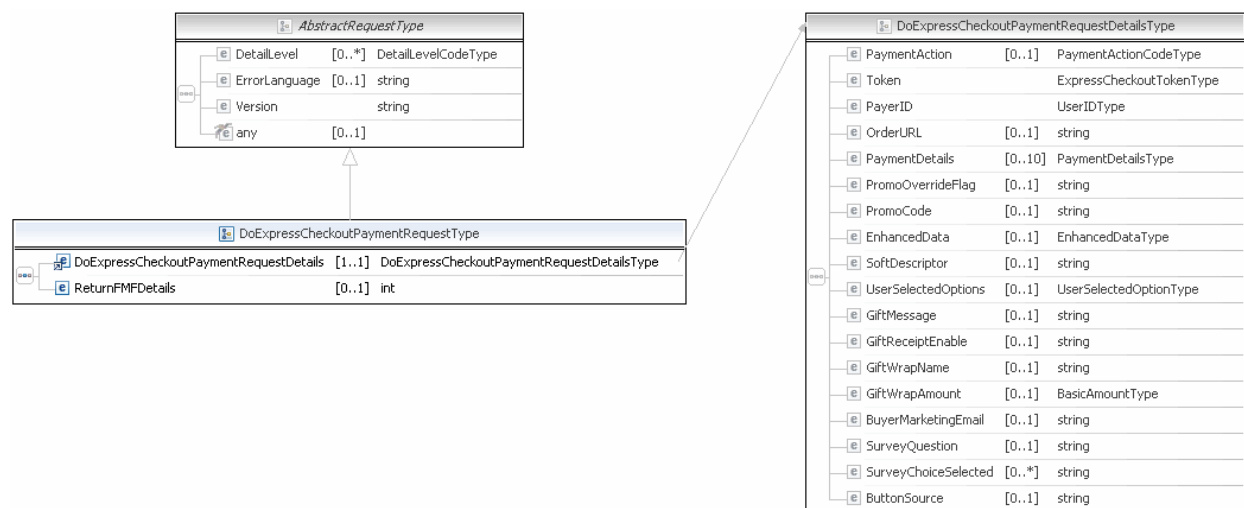 AbstractRequestType
e DetailLevel [0..*] DetailLevelCodeType
e ErrorLanguage [0..1] string
e Version string
e any [0..1]
DoExpressCheckoutPaymentRequestType
e DoExpressCheckoutPaymentRequestDetails [1..1] DoExpressCheckoutPaymentRequestDetailsType
e ReturnFMFDetails [0..1] int
DoExpressCheckoutPaymentRequestDetailsType
e PaymentAction [0..1] PaymentActionCodeType
e Token ExpressCheckoutTokenType
e PayerID UserIDType
e OrderURL [0..1] string
e PaymentDetails [0..10] PaymentDetailsType
e PromoOverrideFlag [0..1] string
e PromoCode [0..1] string
e EnhancedData [0..1] EnhancedDataType
e SoftDescriptor [0..1] string
e UserSelectedOptions [0..1] UserSelectedOptionType
e GiftMessage [0..1] string
e GiftReceiptEnable [0..1] string
e GiftWrapName [0..1] string
e GiftWrapAmount [0..1] BasicAmountType
e BuyerMarketingEmail [0..1] string
e SurveyQuestion [0..1] string
e SurveyChoiceSelected [0..*] string
e ButtonSource [0..1] string